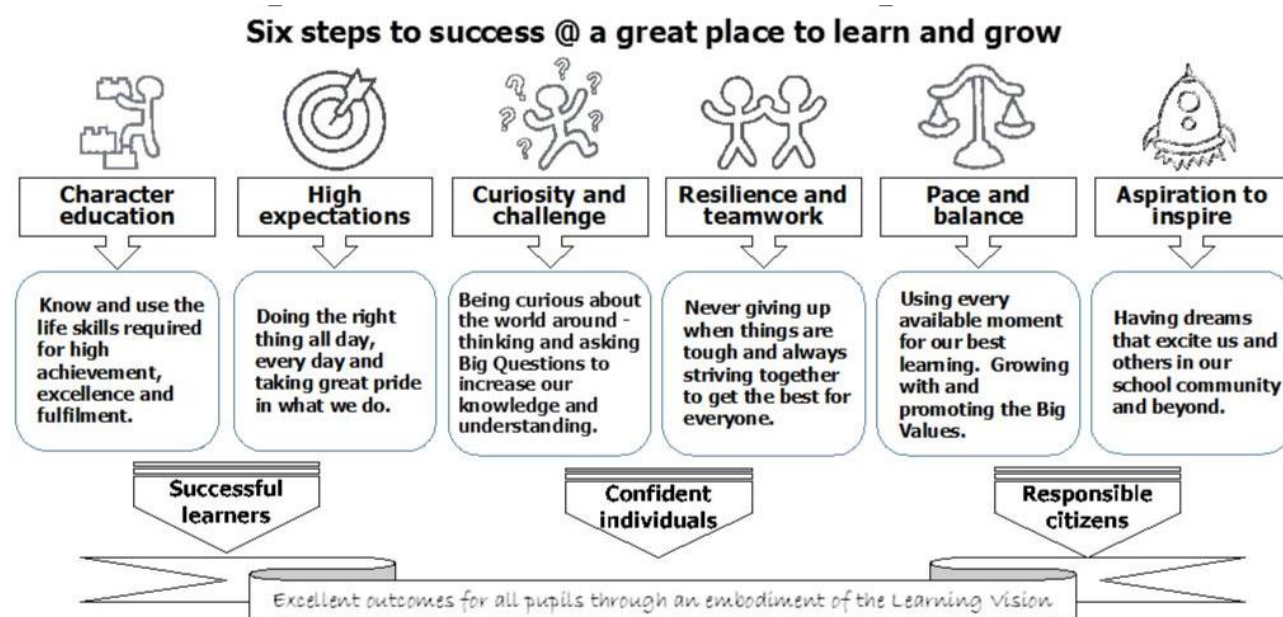 Six steps to success @ a great place to learn and grow
? ? ? ? ? ? ?
Character
education
High
expectations
Curiosity and
challenge
Resilience and
teamwork
Pace and
balance
Aspiration to
inspire
Know and use the
life skills required
for high
achievement,
excellence and
fulfilment.
Doing the right
thing all day,
every day and
taking great pride
in what we do.
Being curious about
the world around -
thinking and asking
Big Questions to
increase our
knowledge and
understanding.
Never giving up
when things are
tough and always
striving together
to get the best for
everyone.
Using every
available moment
for our best
learning. Growing
with and
promoting the Big
Values.
Having dreams
that excite us and
others in our
school community
and beyond.
Successful
learners
Confident
individuals
Responsible
citizens
Excellent outcomes for all pupils through an embodiment of the Learning Vision